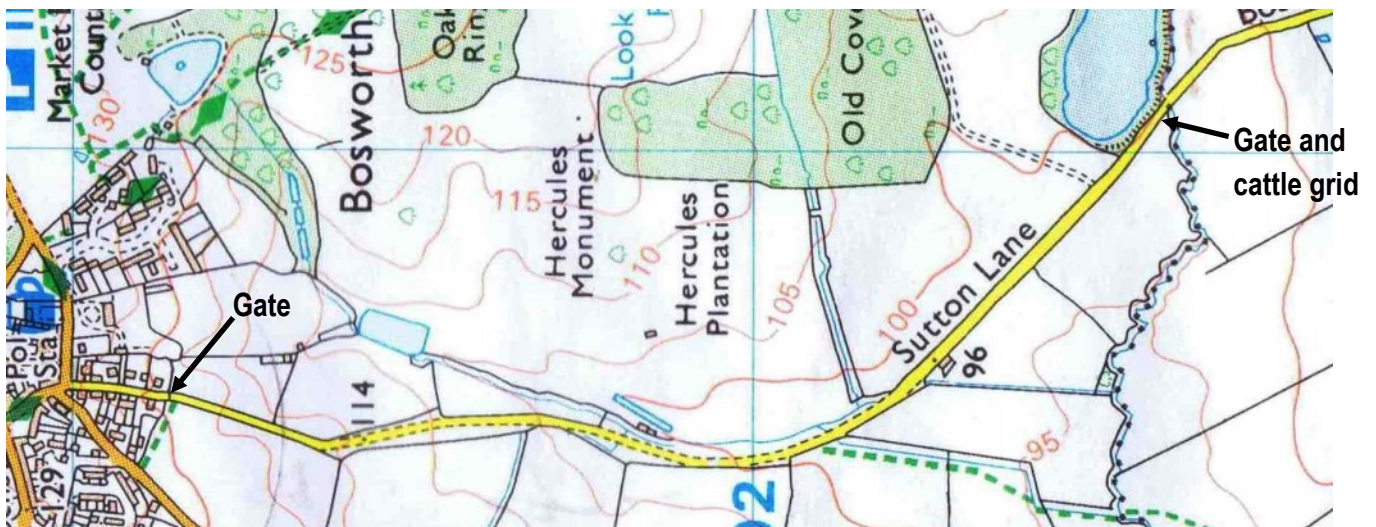 Market
Count
130
125
Bosworth
Oak
Rin
120
115
Hercules
Monument
110
Look
Hercules
Plantation
105
Old Cove
100
Sutton Lane
96
95
Gate and
cattle grid
Gate
Pol
Sta
129
114
02